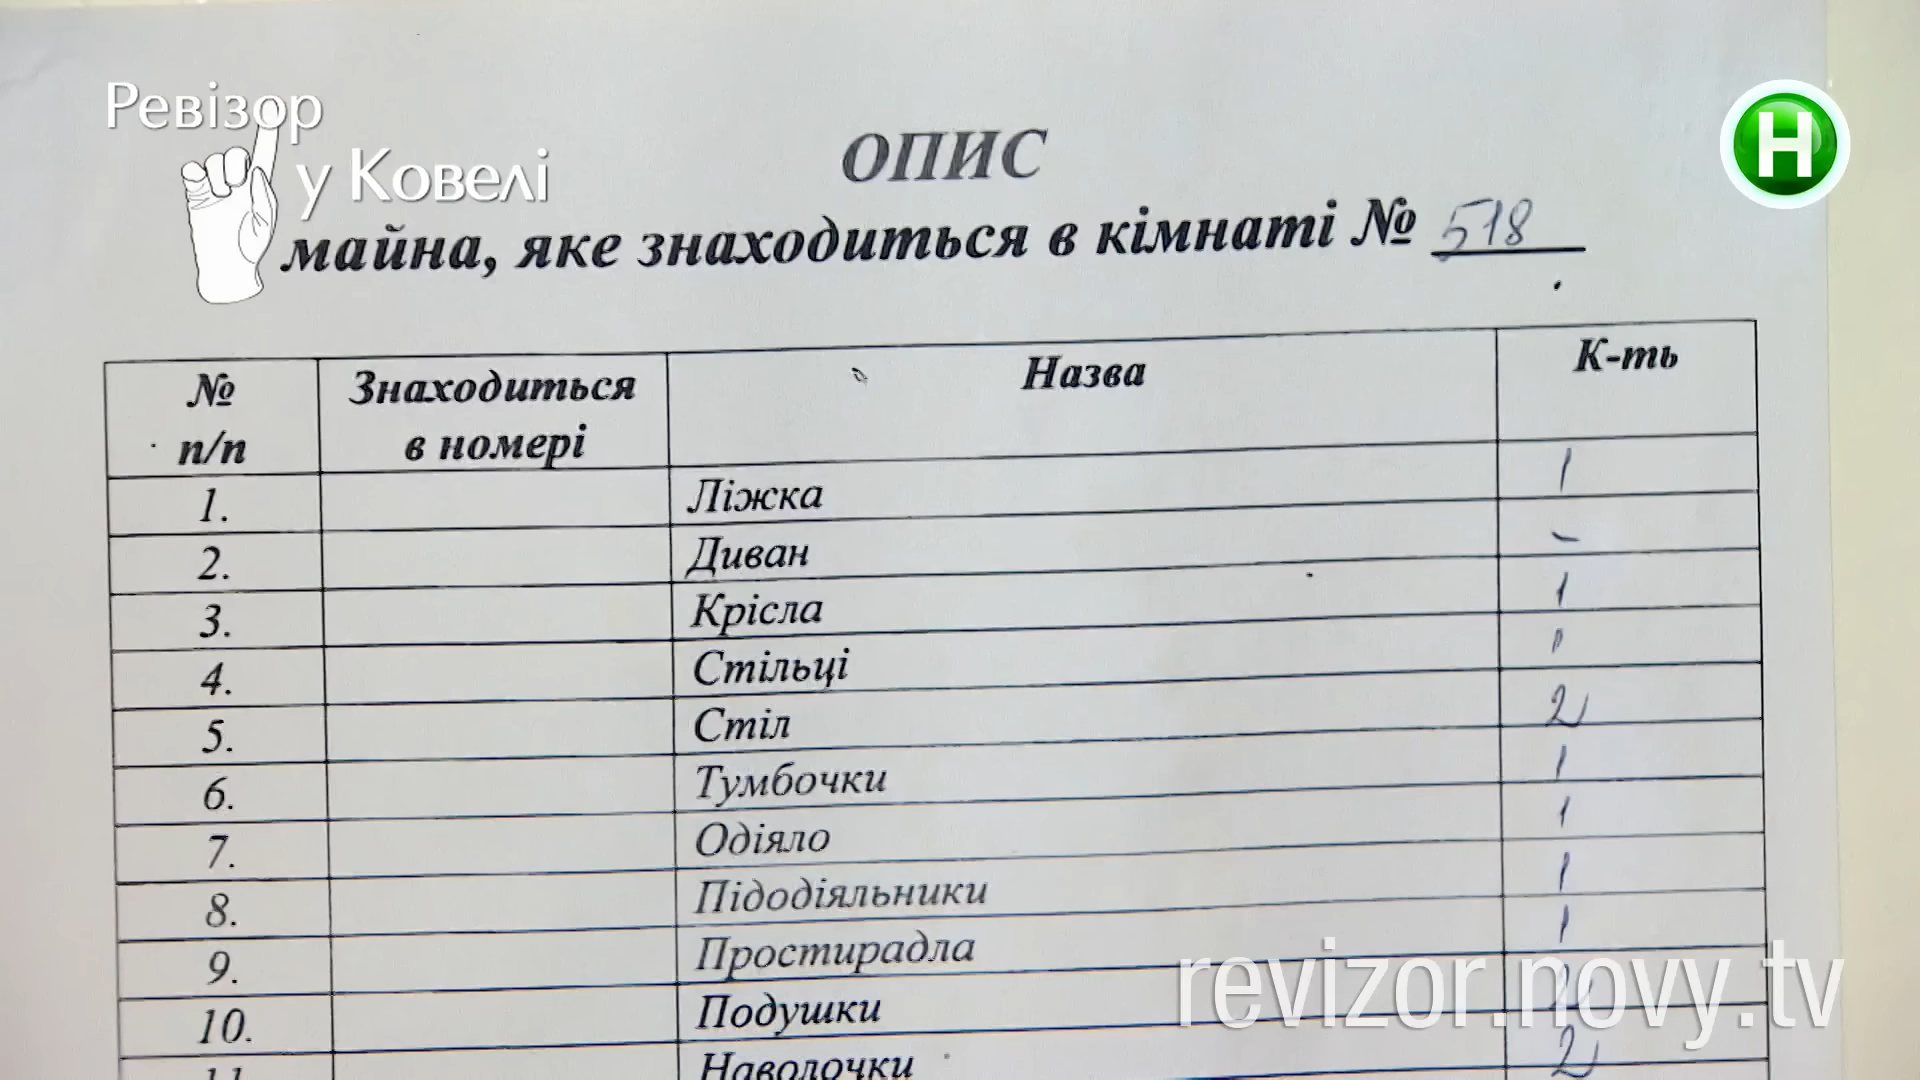 Ревізор
у Ковелі
Н
ОПИС
майна, яке знаходиться в кімнаті № 518
№ п/п Знаходиться в номері Назва К-ть
1. Ліжка 1
2. Диван -
3. Крісла 1
4. Стільці
5. Стіл 2
6. Тумбочки 1
7. Одіяло 1
8. Підодіяльники 1
9. Простирадла 1
10. Подушки 2
11. Наволочки 2
revizor.novy.tv